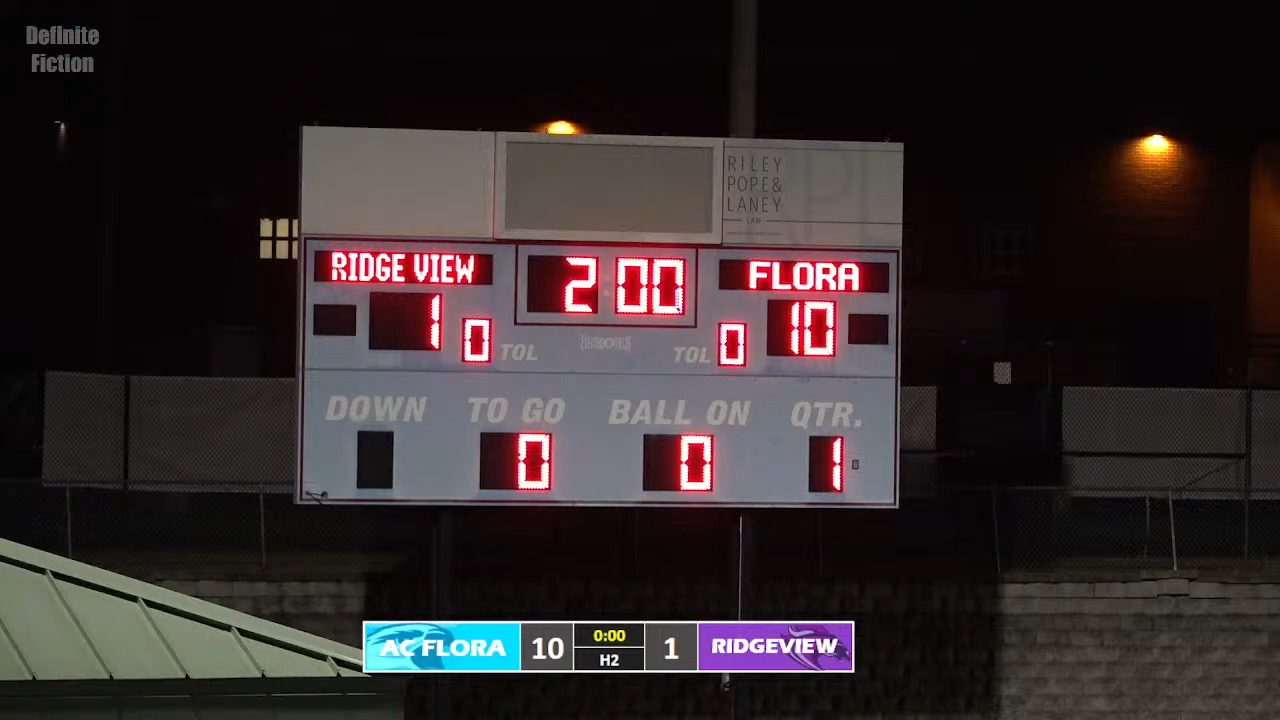 Definite
Fiction
RILEY
POPE&
LANEY
LAW
RIDGE VIEW
2:00
FLORA
1
0
TOL
TOL
0
10
DOWN
TO GO
BALL ON
QTR.
0
0
1
AC FLORA
10
0:00
H2
1
RIDGEVIEW